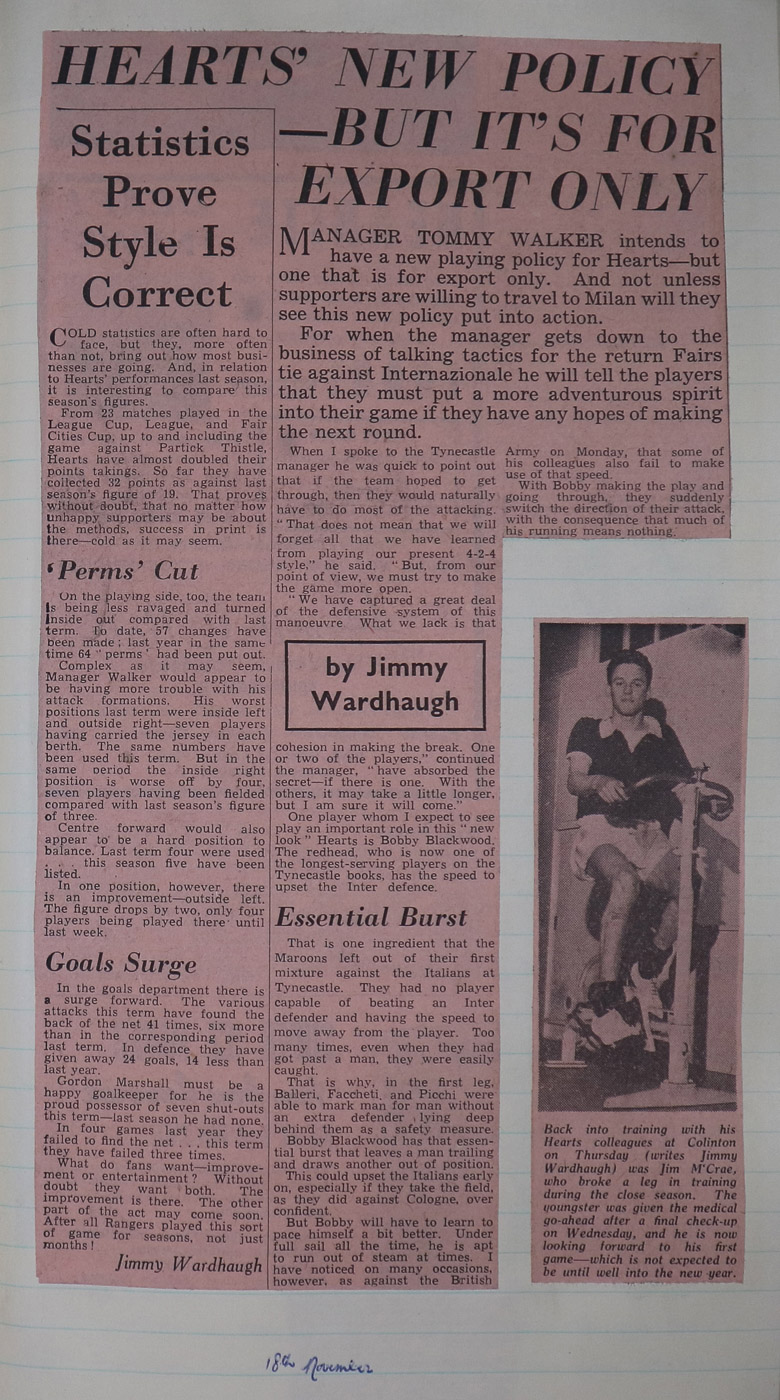 HEARTS' NEW POLICY
—BUT IT'S FOR
EXPORT ONLY
Statistics
Prove
Style Is
Correct
COLD statistics are often hard to
face, but they, more often
than not, bring out how most busi-
nesses are going. And, in relation
to Hearts' performances last season,
it is interesting to compare this
season's figures.
From 23 matches played in the
League Cup, League, and Fair
Cities Cup, up to and including the
game against Partick Thistle,
Hearts have almost doubled their
points takings. So far they have
collected 32 points as against last
season's figure of 19. That proves
without doubt, that no matter how
unhappy supporters may be about
the methods, success in print is
there—cold as it may seem.
'Perms' Cut
On the playing side, too, the team
is being less ravaged and turned
inside out compared with last
term. To date, 57 changes have
been made; last year in the same
time 64 "perms" had been put out.
Complex as it may seem,
Manager Walker would appear to
be having more trouble with his
attack formations. His worst
positions last term were inside left
and outside right—seven players
having carried the jersey in each
berth. The same numbers have
been used this term. But in the
same period the inside right
position is worse off by four,
seven players having been fielded
compared with last season's figure
of three.
Centre forward would also
appear to be a hard position to
balance. Last term four were used
. . . this season five have been
listed.
In one position, however, there
is an improvement—outside left.
The figure drops by two, only four
players being played there until
last week.
Goals Surge
In the goals department there is
a surge forward. The various
attacks this term have found the
back of the net 41 times, six more
than in the corresponding period
last term. In defence they have
given away 24 goals, 14 less than
last year.
Gordon Marshall must be a
happy goalkeeper for he is the
proud possessor of seven shut-outs
this term—last season he had none.
In four games last year they
failed to find the net . . . this term
they have failed three times.
What do fans want—improve-
ment or entertainment? Without
doubt they want both. The
improvement is there. The other
part of the act may come soon.
After all Rangers played this sort
of game for seasons, not just
months!
Jimmy Wardhaugh
MANAGER TOMMY WALKER intends to
have a new playing policy for Hearts—but
one that is for export only. And not unless
supporters are willing to travel to Milan will they
see this new policy put into action.
For when the manager gets down to the
business of talking tactics for the return Fairs
tie against Internazionale he will tell the players
that they must put a more adventurous spirit
into their game if they have any hopes of making
the next round.
When I spoke to the Tynecastle
manager he was quick to point out
that if the team hoped to get
through, then they would naturally
have to do most of the attacking.
"That does not mean that we will
forget all that we have learned
from playing our present 4-2-4
style," he said. "But, from our
point of view, we must try to make
the game more open.
"We have captured a great deal
of the defensive system of this
manoeuvre. What we lack is that
by Jimmy
Wardhaugh
cohesion in making the break. One
or two of the players," continued
the manager, "have absorbed the
secret—if there is one. With the
others, it may take a little longer,
but I am sure it will come."
One player whom I expect to see
play an important role in this "new
look" Hearts is Bobby Blackwood.
The redhead, who is now one of
the longest-serving players on the
Tynecastle books, has the speed to
upset the Inter defence.
Essential Burst
That is one ingredient that the
Maroons left out of their first
mixture against the Italians at
Tynecastle. They had no player
capable of beating an Inter
defender and having the speed to
move away from the player. Too
many times, even when they had
got past a man, they were easily
caught.
That is why, in the first leg,
Balleri, Faccheti, and Picchi were
able to mark man for man without
an extra defender lying deep
behind them as a safety measure.
Bobby Blackwood has that essen-
tial burst that leaves a man trailing
and draws another out of position.
This could upset the Italians early
on, especially if they take the field,
as they did against Cologne, over
confident.
But Bobby will have to learn to
pace himself a bit better. Under
full sail all the time, he is apt
to run out of steam at times. I
have noticed on many occasions,
however, as against the British
Army on Monday, that some of
his colleagues also fail to make
use of that speed.
With Bobby making the play and
going through, they suddenly
switch the direction of their attack,
with the consequence that much of
his running means nothing.
Back into training with his
Hearts colleagues at Colinton
on Thursday (writes Jimmy
Wardhaugh) was Jim M'Crae,
who broke a leg in training
during the close season. The
youngster was given the medical
go-ahead after a final check-up
on Wednesday, and he is now
looking forward to his first
game—which is not expected to
be until well into the new year.
18th November